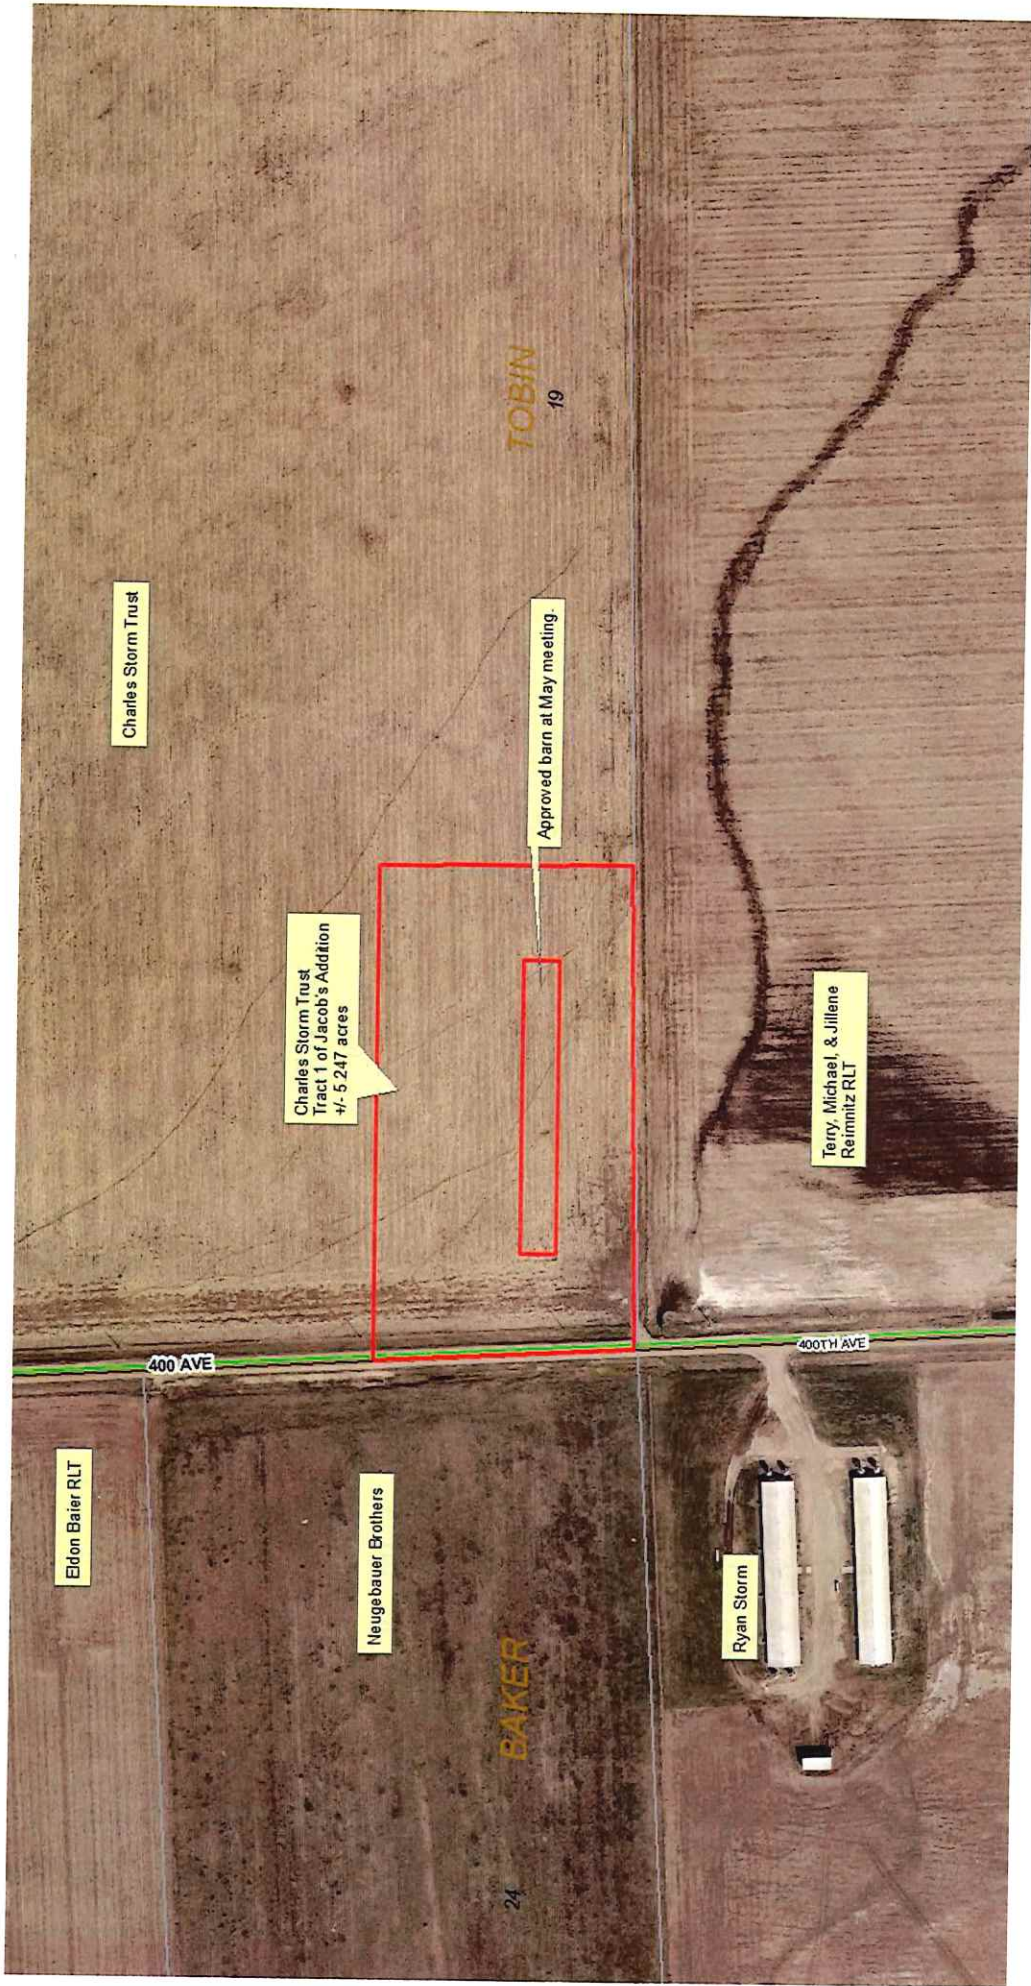 Charles Storm Trust
TOBIN
19
Approved barn at May meeting.
Charles Storm Trust
Tract 1 of Jacob's Addition
+/- 5.247 acres
Terry, Michael, & Jillene
Reimnitz RLT
400 AVE
400TH AVE
Eldon Baier RLT
Neugebauer Brothers
Ryan Storm
BAKER
24